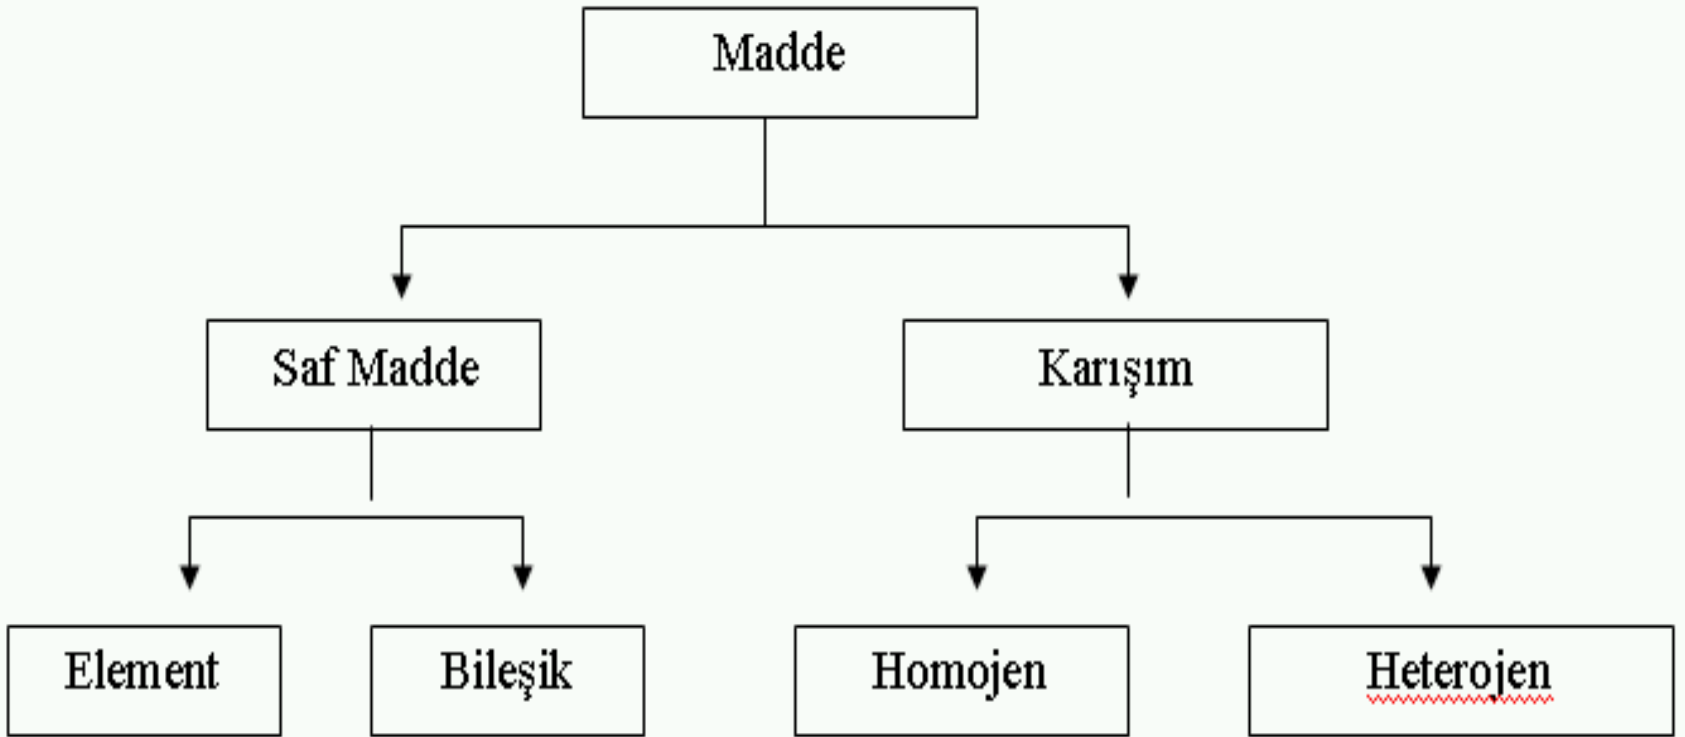 Madde
Saf Madde
Karışım
Element
Bileşik
Homojen
Heterojen